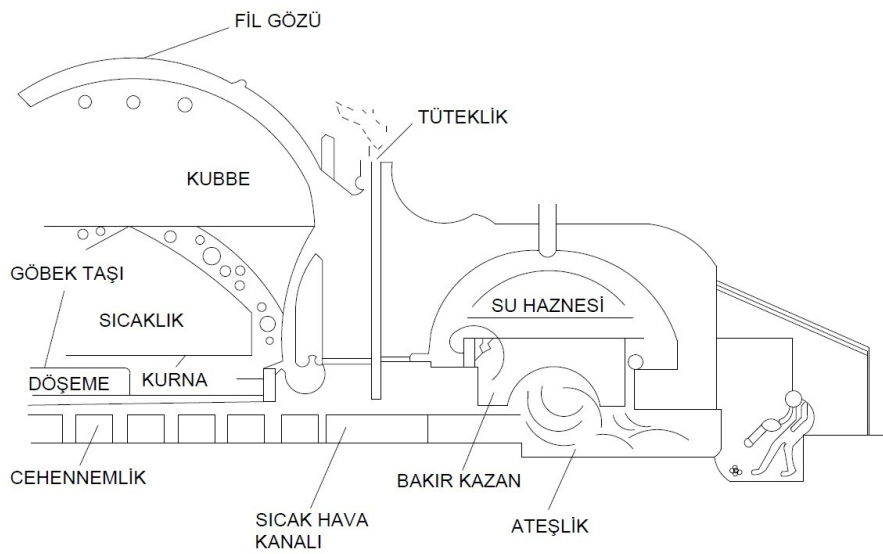 FİL GÖZÜ
TÜTEKLİK
KUBBE
GÖBEK TAŞI
SICAKLIK
SU HAZNESİ
DÖŞEME
KURNA
CEHENNEMLİK
BAKIR KAZAN
SICAK HAVA
KANALI
ATEŞLİK